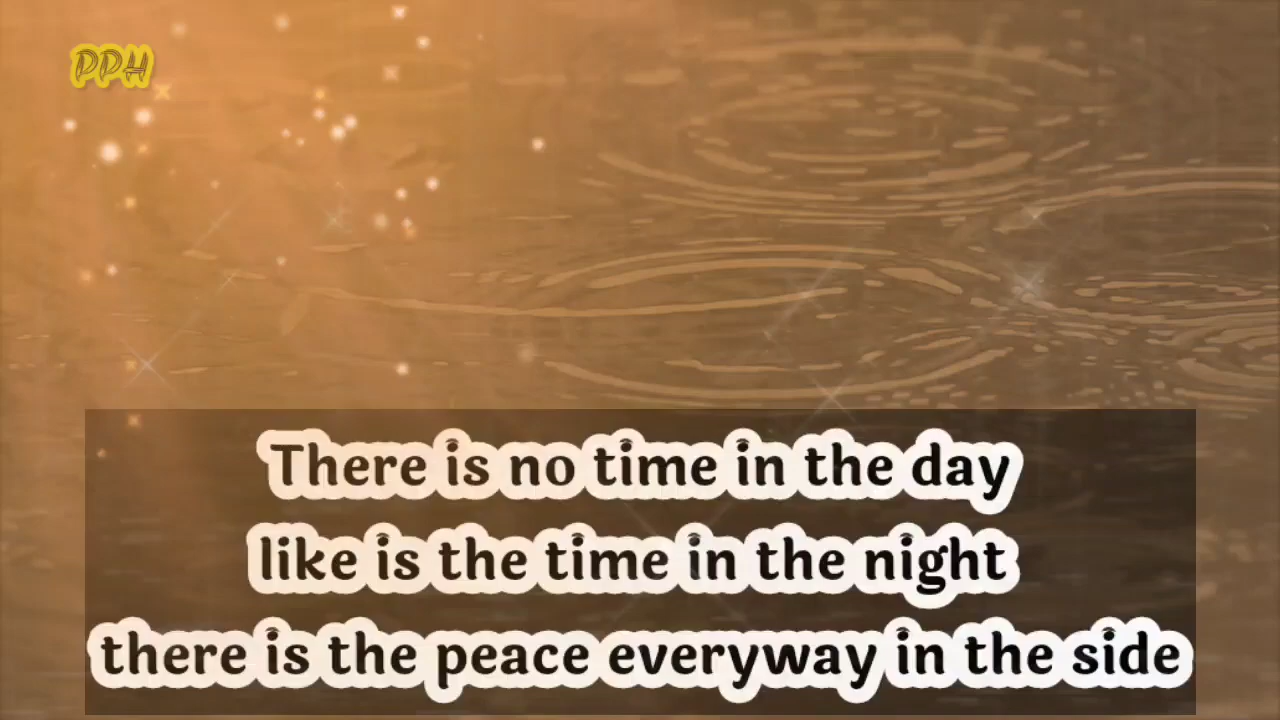 PPH
There is no time in the day
like is the time in the night
there is the peace everyway in the side